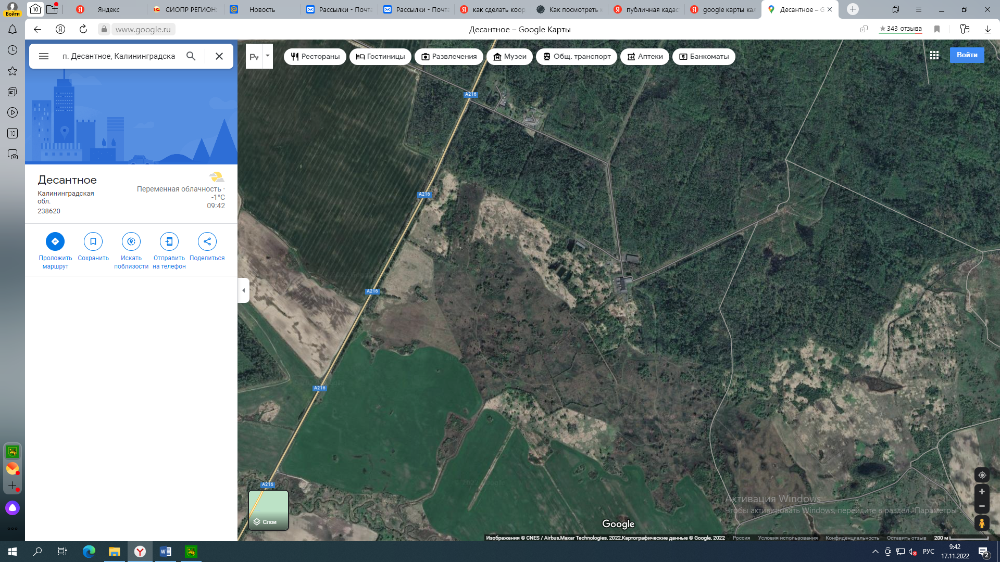 Войти
10
Яндекс
СИОПР РЕГИОН:
Новость
Рассылки - Почта
Рассылки - Почта
как сделать коор
Как посмотреть к
публичная кадас
google карты кал
Десантное – G
www.google.ru
Десантное – Google Карты
343 отзыва
п. Десантное, Калининградска
Ру
Рестораны
Гостиницы
Развлечения
Музеи
Общ. транспорт
Аптеки
Банкоматы
Войти
10
Десантное
Калининградская
обл.
238620
Переменная облачность ·
-1°C
09:42
Проложить
маршрут
Сохранить
Искать
поблизости
Отправить
на телефон
Поделиться
A216
A216
A216
A216
A216
Слои
Google
Активация Windows
Чтобы активировать Windows, перейдите в раздел "Параметры".
Изображения © CNES / Airbus,Maxar Technologies, 2022,Картографические данные © Google, 2022
Россия
Условия использования
Конфиденциальность
Оставить отзыв
200 м
РУС
9:42
17.11.2022
2